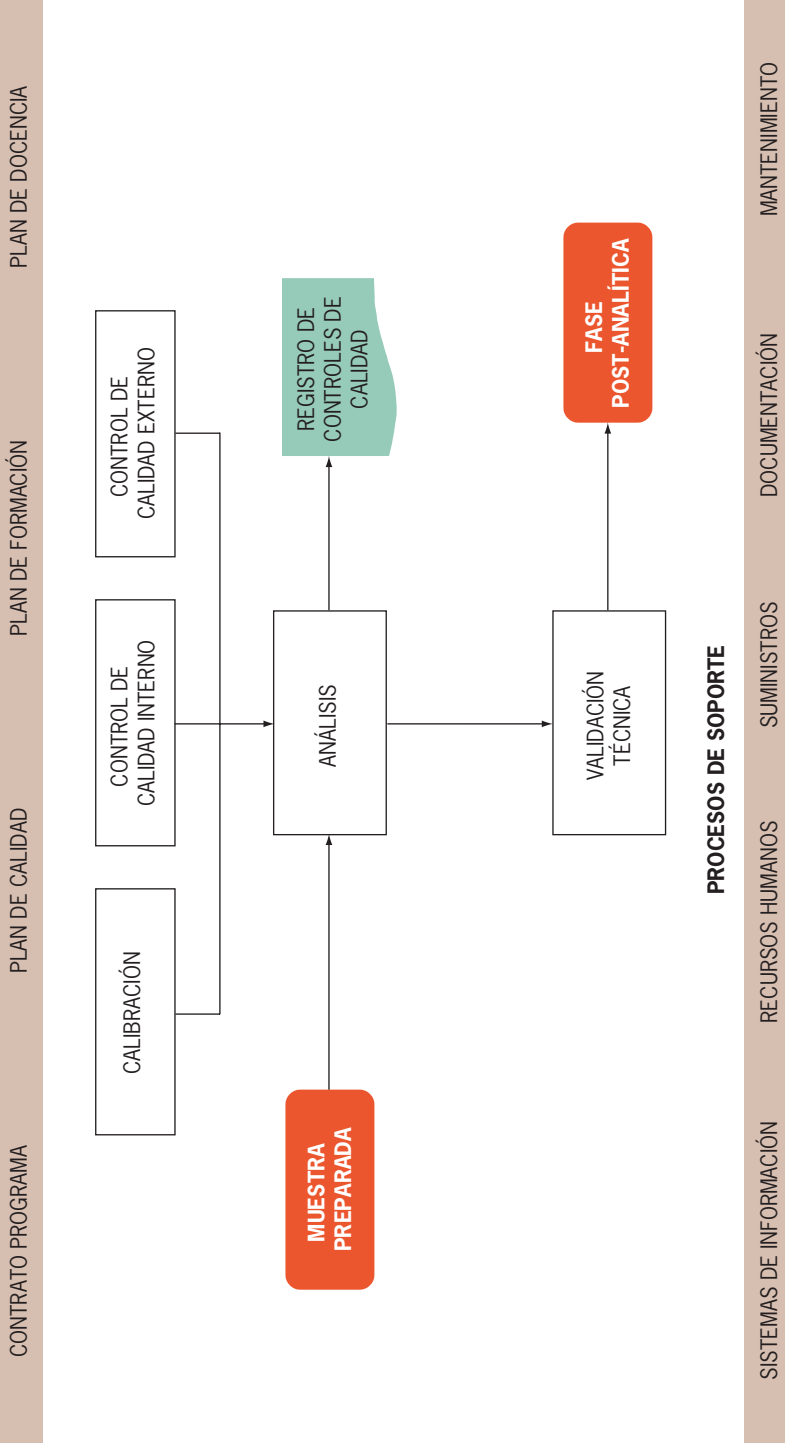 CONTRATO PROGRAMA
PLAN DE CALIDAD
PLAN DE FORMACIÓN
PLAN DE DOCENCIA
CALIBRACIÓN
CONTROL DE
CALIDAD INTERNO
CONTROL DE
CALIDAD EXTERNO
MUESTRA
PREPARADA
ANÁLISIS
REGISTRO DE
CONTROLES DE
CALIDAD
VALIDACIÓN
TÉCNICA
FASE
POST-ANALÍTICA
PROCESOS DE SOPORTE
SISTEMAS DE INFORMACIÓN
RECURSOS HUMANOS
SUMINISTROS
DOCUMENTACIÓN
MANTENIMIENTO